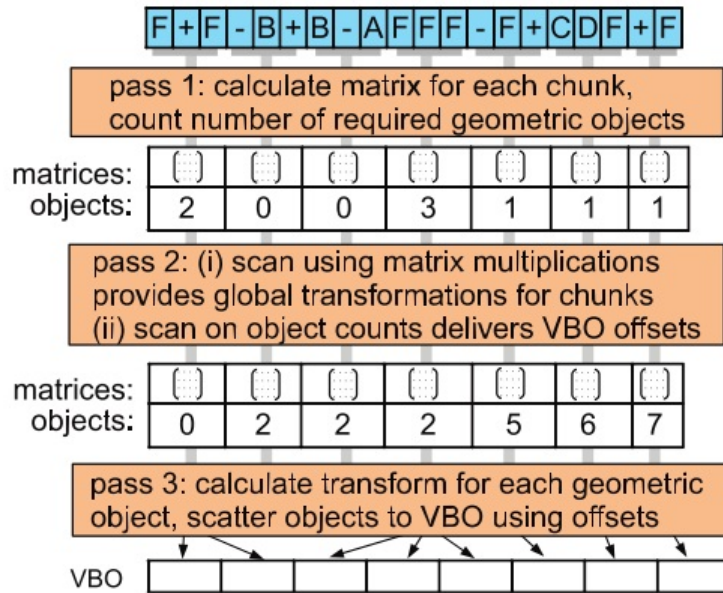 F + F - B + B - A F F F - F + C D F + F
pass 1: calculate matrix for each chunk,
count number of required geometric objects
matrices:
objects: 2 0 0 3 1 1 1
pass 2: (i) scan using matrix multiplications
provides global transformations for chunks
(ii) scan on object counts delivers VBO offsets
matrices:
objects: 0 2 2 2 5 6 7
pass 3: calculate transform for each geometric
object, scatter objects to VBO using offsets
VBO